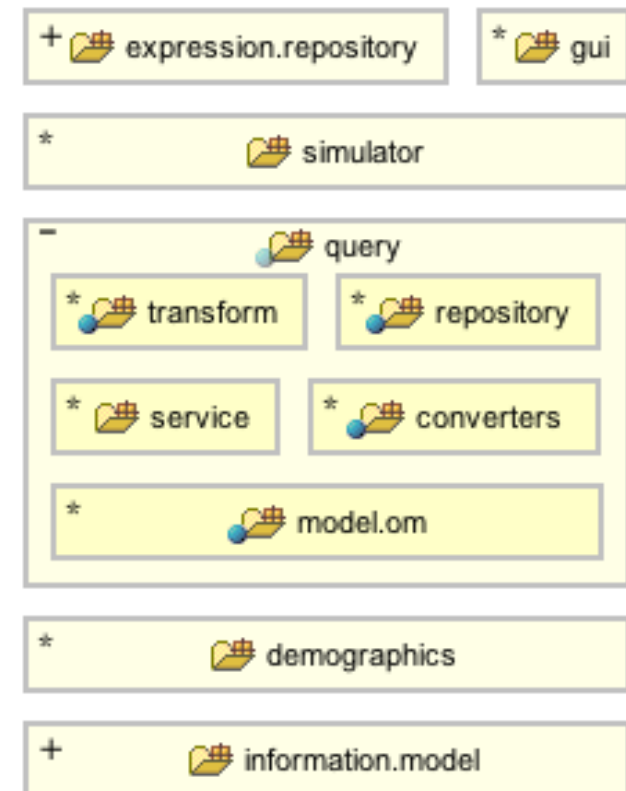 + expression.repository * gui
* simulator
− query
* transform * repository
* service * converters
* model.om
* demographics
+ information.model